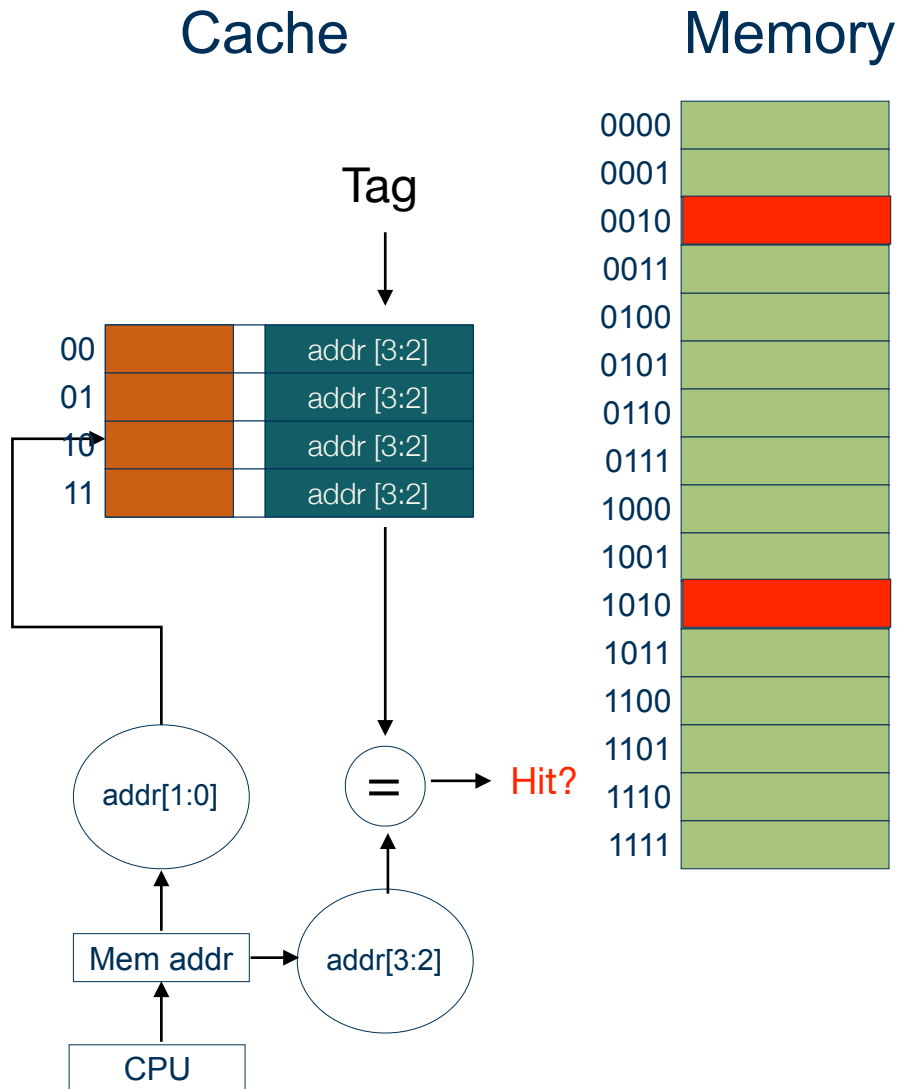 Cache
Memory
Tag
00 addr [3:2]
01 addr [3:2]
10 addr [3:2]
11 addr [3:2]
0000
0001
0010
0011
0100
0101
0110
0111
1000
1001
1010
1011
1100
1101
1110
1111
addr[1:0]
=
Hit?
Mem addr
addr[3:2]
CPU